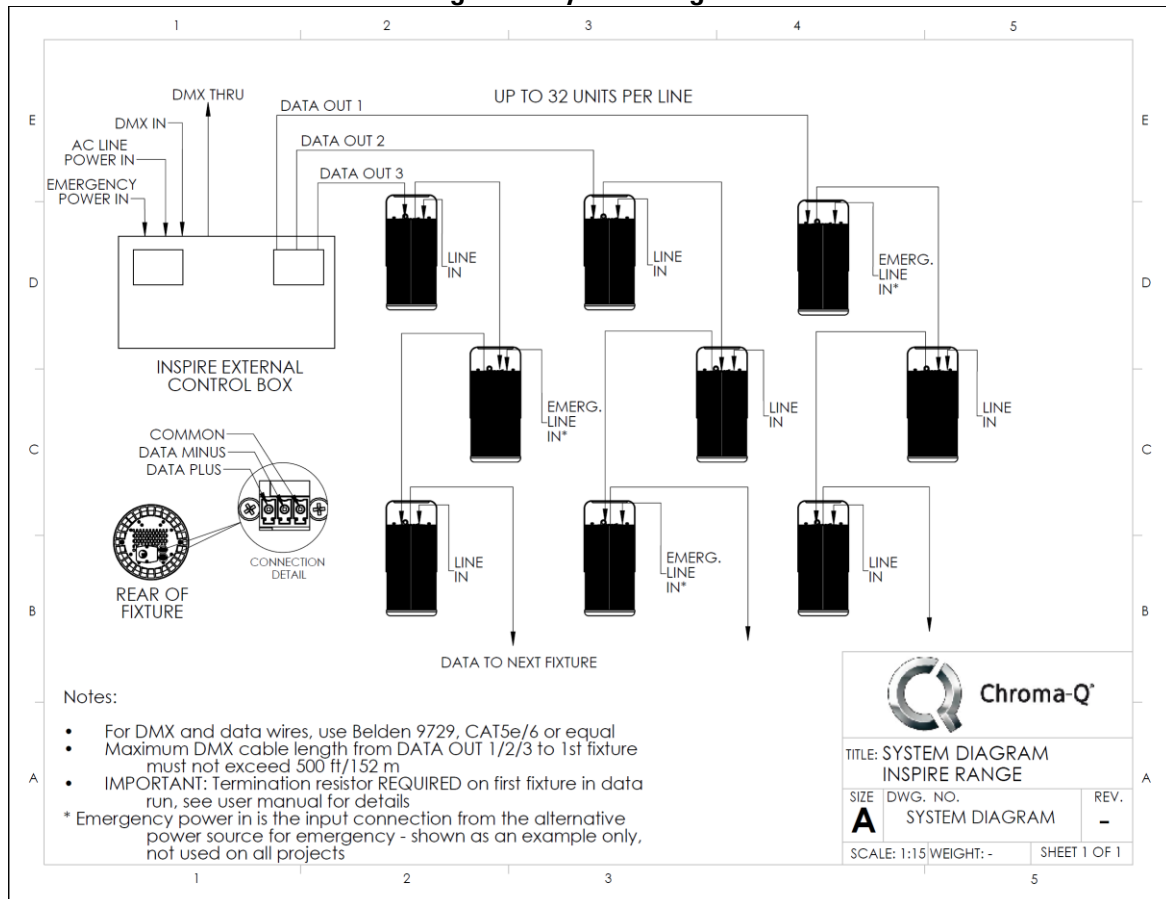 1 2 3 4 5
E
D
C
B
A
DMX THRU
DMX IN
AC LINE
POWER IN
EMERGENCY
POWER IN
DATA OUT 1
DATA OUT 2
DATA OUT 3
UP TO 32 UNITS PER LINE
LINE
IN
LINE
IN
EMERG.
LINE
IN*
INSPIRE EXTERNAL
CONTROL BOX
EMERG.
LINE
IN*
LINE
IN
LINE
IN
COMMON
DATA MINUS
DATA PLUS
CONNECTION
DETAIL
REAR OF
FIXTURE
LINE
IN
EMERG.
LINE
IN*
LINE
IN
DATA TO NEXT FIXTURE
Notes:
• For DMX and data wires, use Belden 9729, CAT5e/6 or equal
• Maximum DMX cable length from DATA OUT 1/2/3 to 1st fixture
must not exceed 500 ft/152 m
• IMPORTANT: Termination resistor REQUIRED on first fixture in data
run, see user manual for details
* Emergency power in is the input connection from the alternative
power source for emergency - shown as an example only,
not used on all projects
Chroma-Q®
TITLE: SYSTEM DIAGRAM
INSPIRE RANGE
SIZE DWG. NO. REV.
A SYSTEM DIAGRAM -
SCALE: 1:15 WEIGHT: - SHEET 1 OF 1
E
D
C
B
A
1 2 3 5